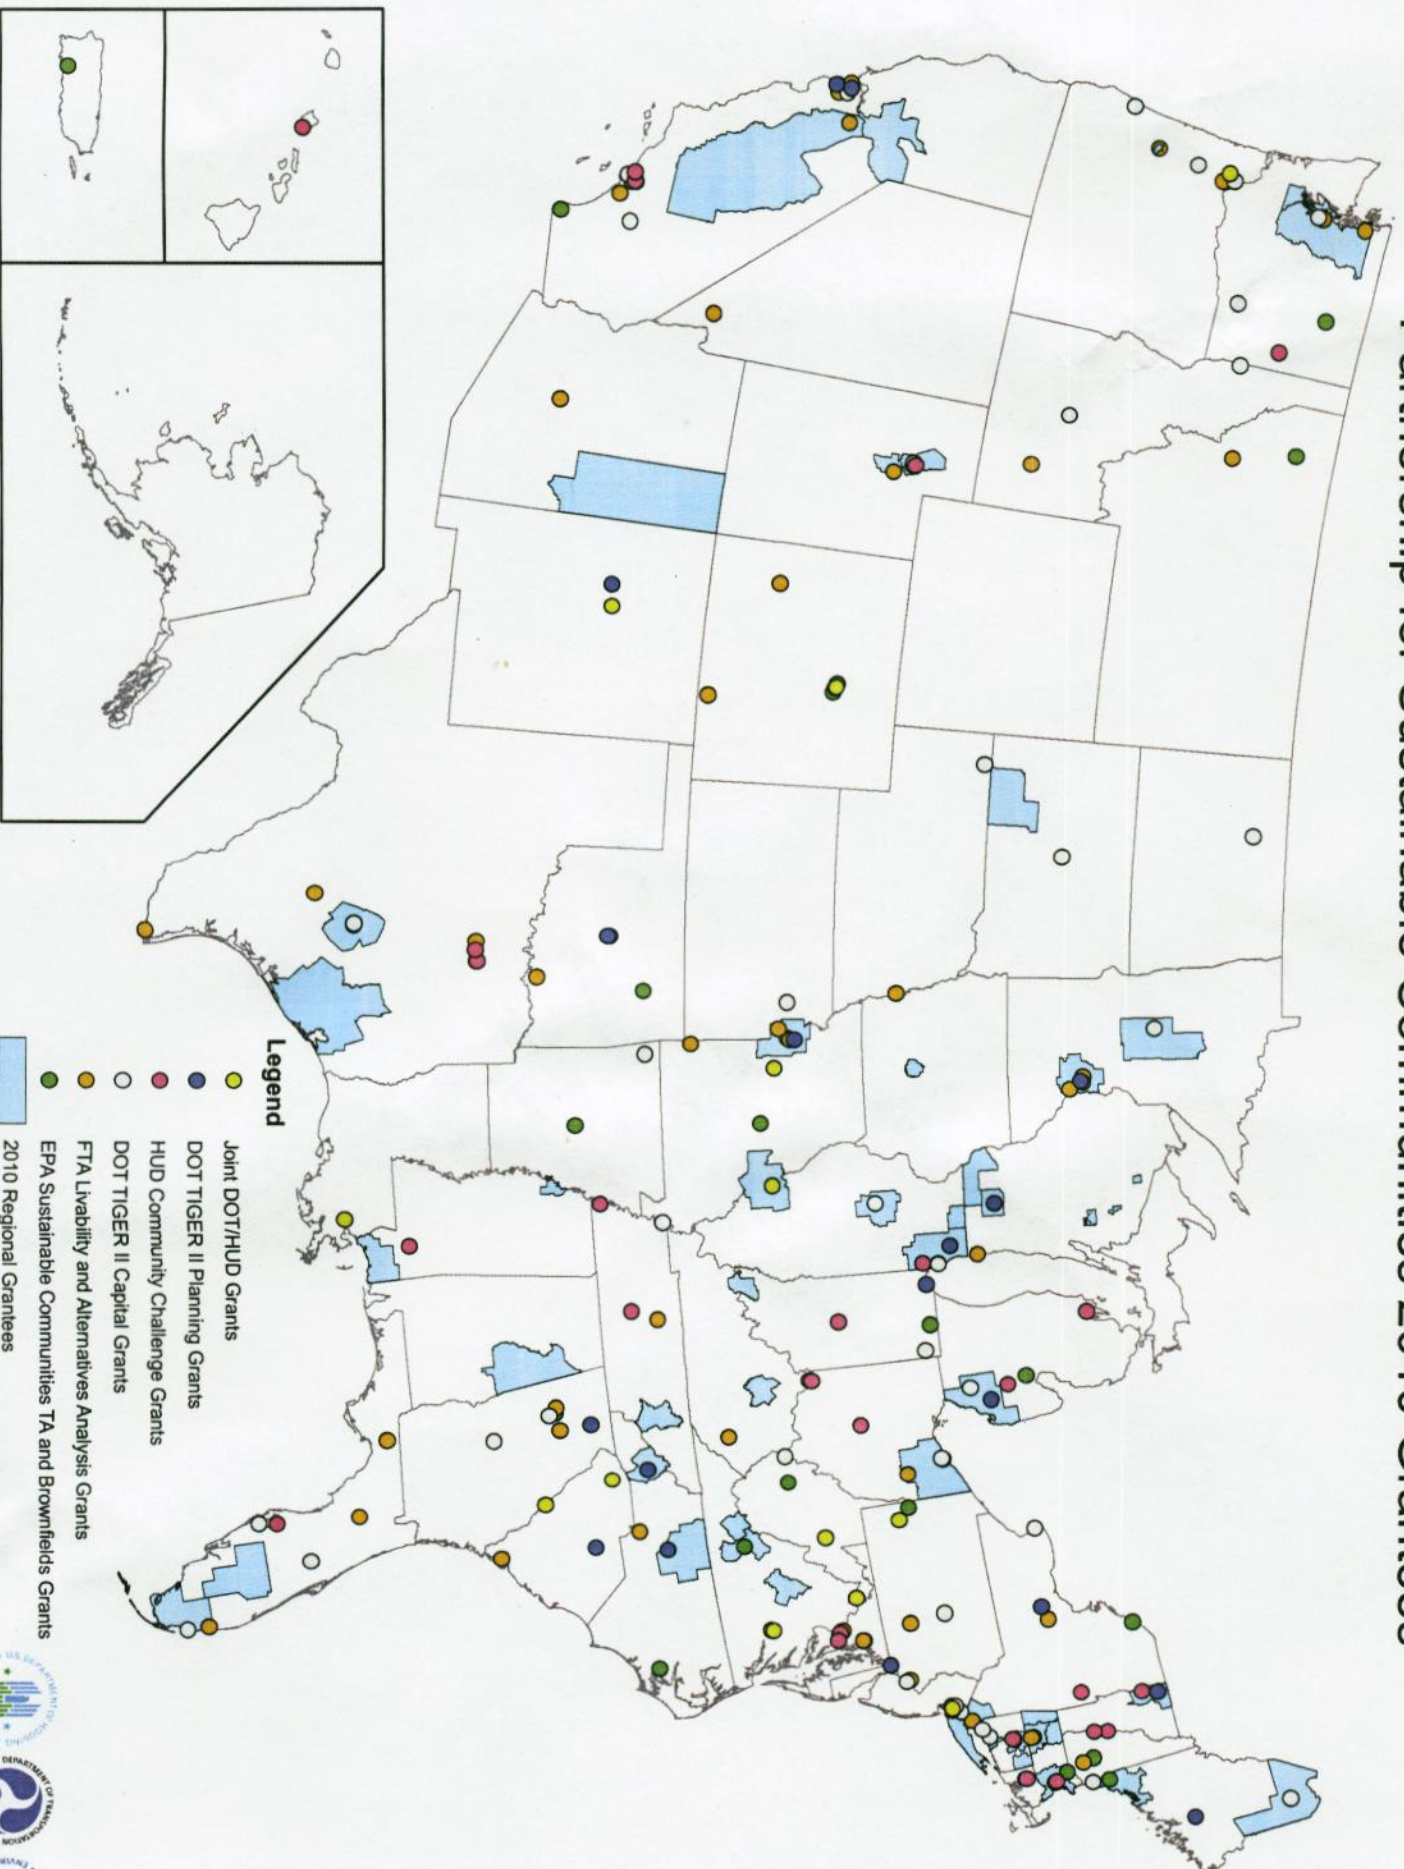 Partnership for Sustainable Communities 2010 Grantees
Legend
Joint DOT/HUD Grants
DOT TIGER II Planning Grants
HUD Community Challenge Grants
DOT TIGER II Capital Grants
FTA Livability and Alternatives Analysis Grants
EPA Sustainable Communities TA and Brownfields Grants
2010 Regional Grantees